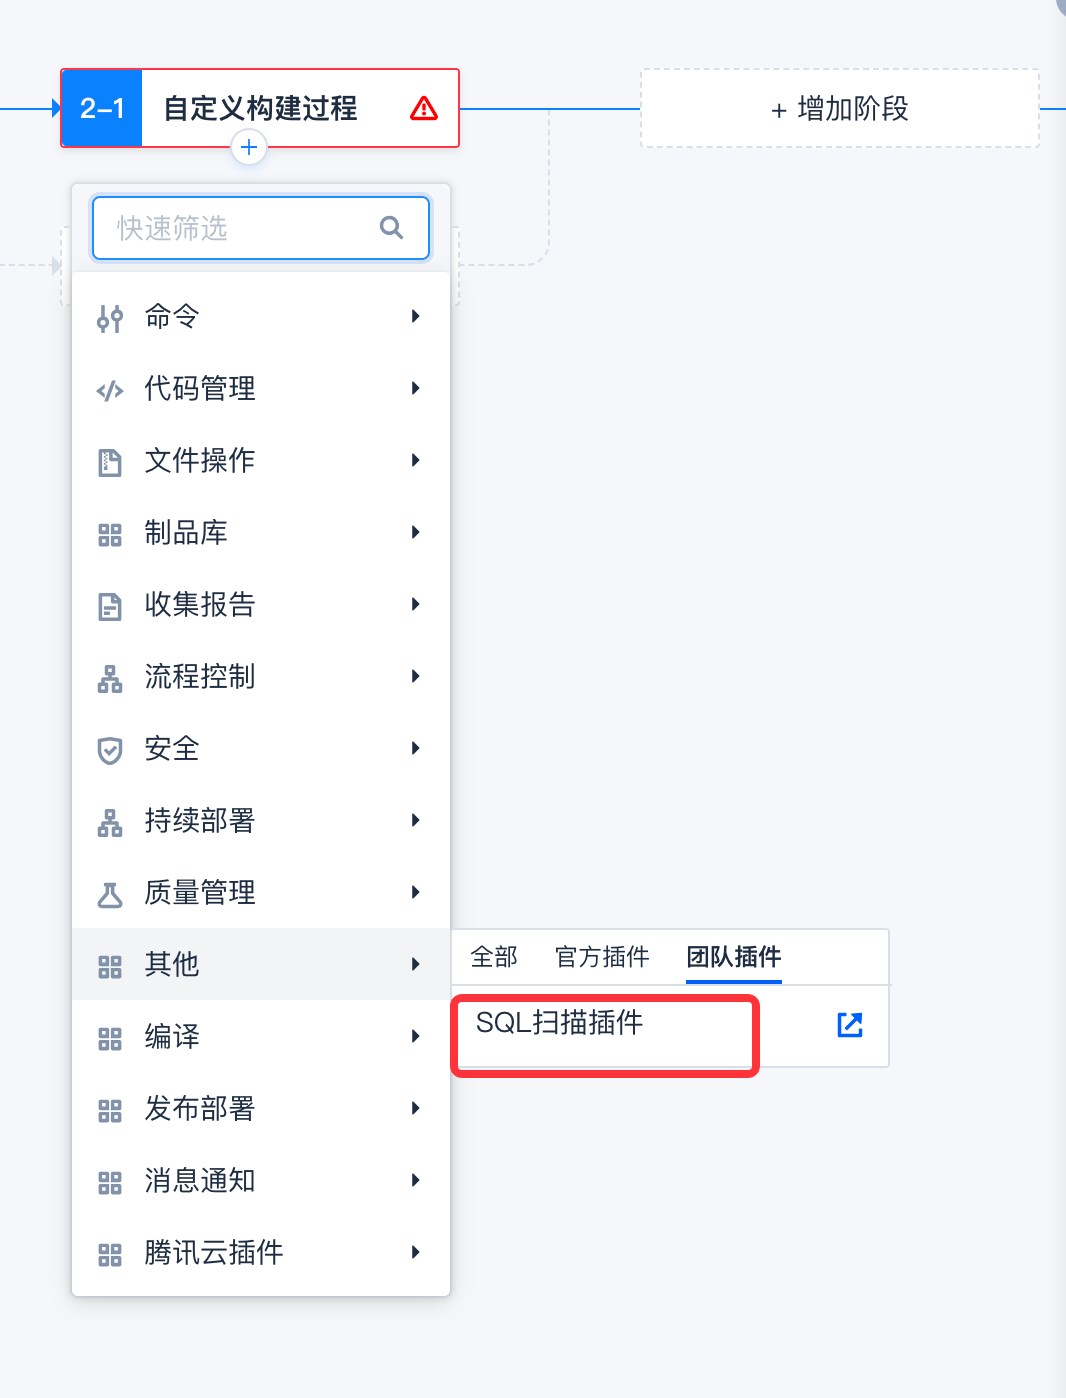 2-1 自定义构建过程
+ 增加阶段
快速筛选
命令
代码管理
文件操作
制品库
收集报告
流程控制
安全
持续部署
质量管理
其他
全部 官方插件 团队插件
SQL扫描插件
编译
发布部署
消息通知
腾讯云插件